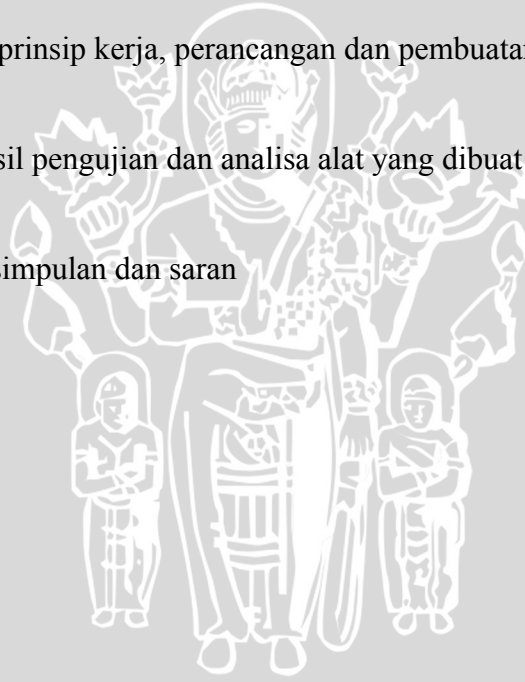 prinsip kerja, perancangan dan pembuatan
sil pengujian dan analisa alat yang dibuat
simpulan dan saran